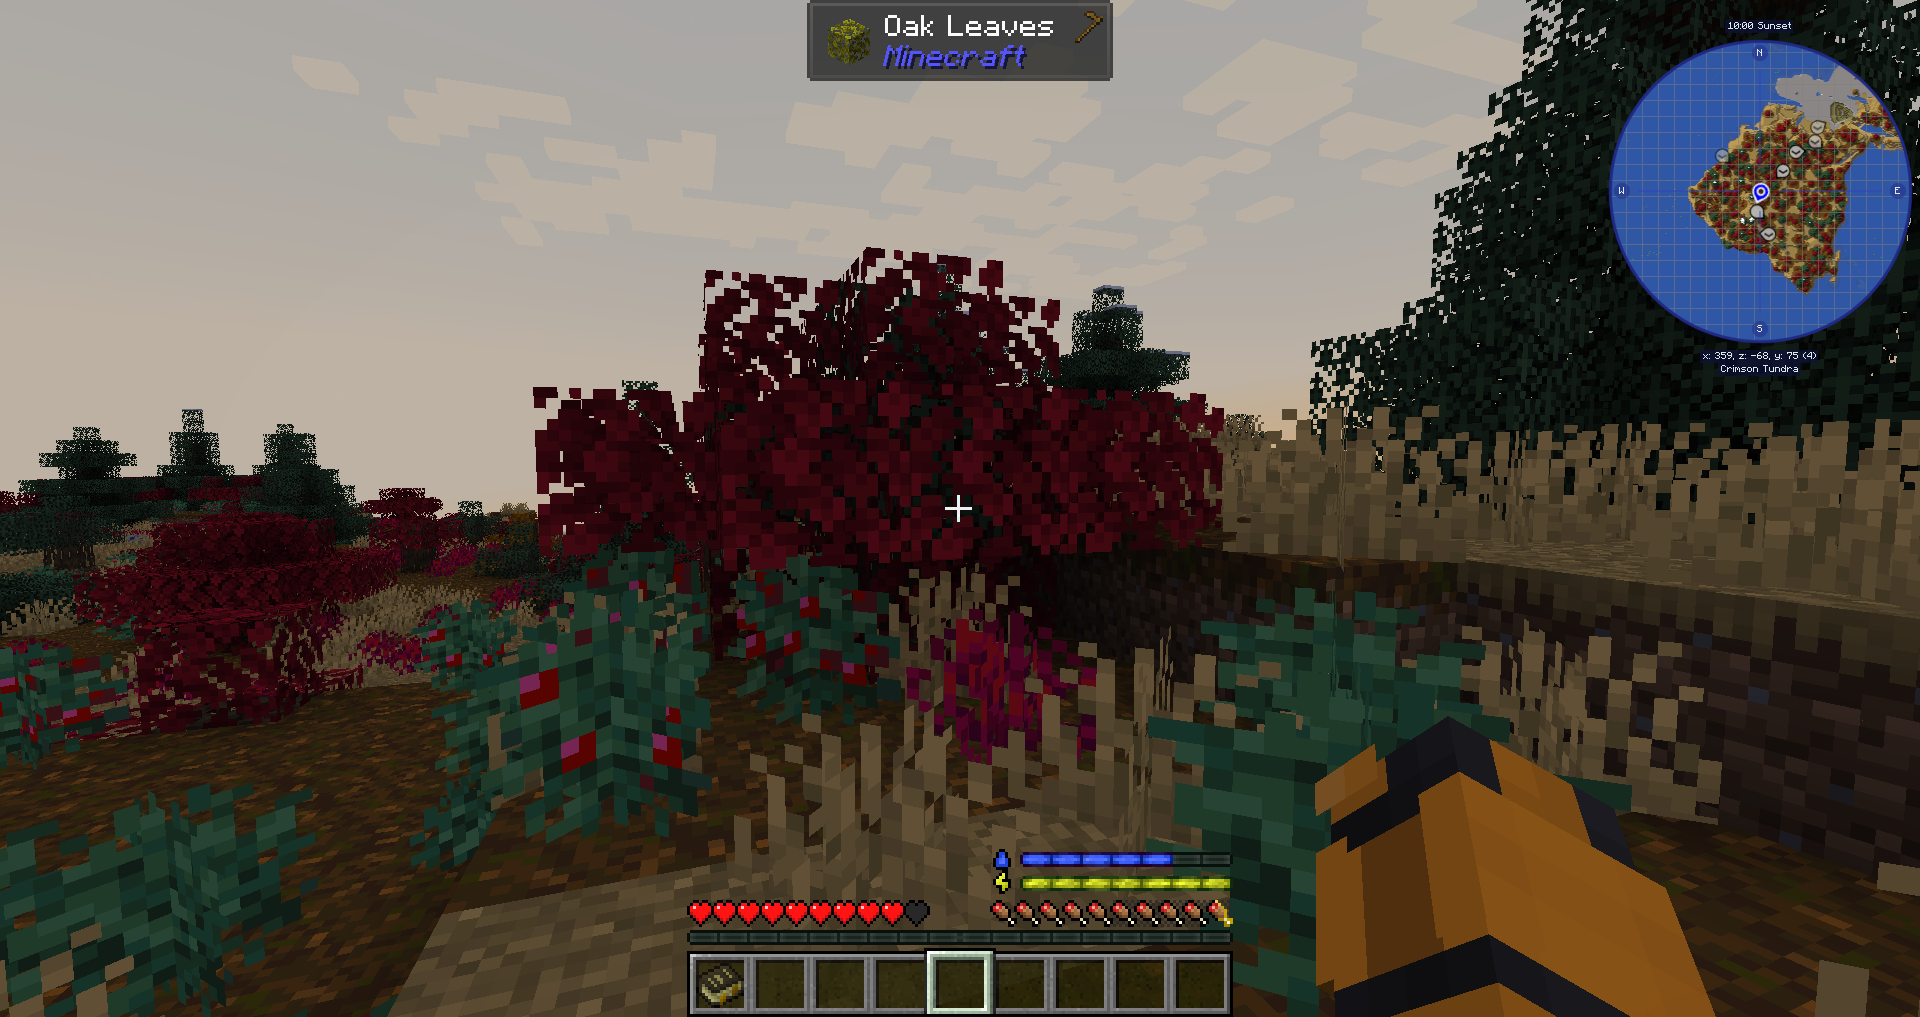 Oak Leaves
Minecraft
10:00 Sunset
N
W
E
S
x: 359, z: -68, y: 75 (4)
Crimson Tundra